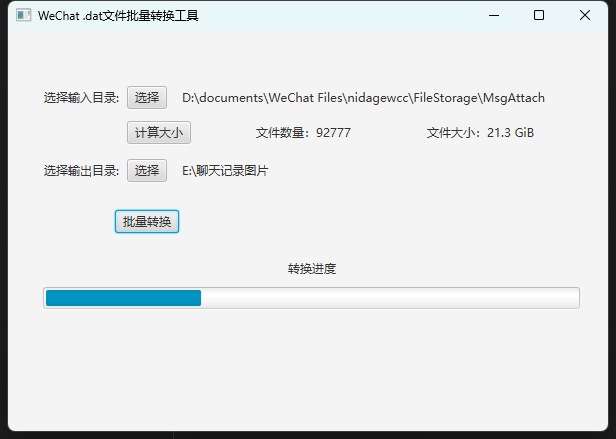 WeChat .dat文件批量转换工具
选择输入目录: 选择 D:\documents\WeChat Files\nidagewcc\FileStorage\MsgAttach
计算大小 文件数量：92777 文件大小：21.3 GiB
选择输出目录: 选择 E:\聊天记录图片
批量转换
转换进度